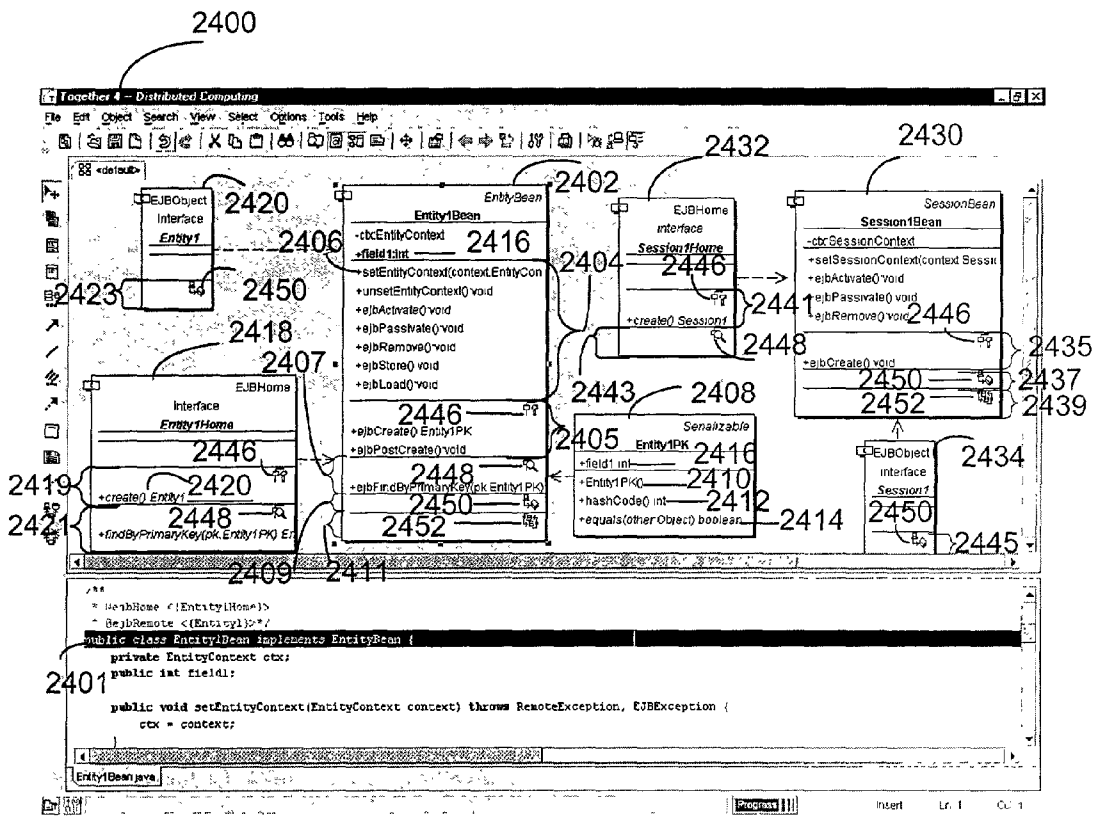 2400
Together 4 -- Distributed Computing
File Edit Object Search View Select Options Tools Help
<default>
2420
EJBObject
Interface
Entity1
2423
2450
2418
2407
EJBHome
Interface
Entity1Home
2446
2419
+create() Entity1
2420
2448
2421
+findByPrimaryKey(pk.Entity1PK) En
2402
EntityBean
Entity1Bean
-ctx:EntityContext
2406
+field1:int
2416
+setEntityContext(context.EntityCon
2404
+unsetEntityContext():void
+ejbActivate():void
+ejbPassivate():void
+ejbRemove():void
+ejbStore():void
+ejbLoad():void
2446
2405
+ejbCreate() Entity1PK
+ejbPostCreate():void
2448
+ejbFindByPrimaryKey(pk Entity1PK)
2450
2452
2409
2411
2432
EJBHome
interface
Session1Home
2446
2441
+create() Session1
2448
2443
2408
Serializable
Entity1PK
+field1 int
2416
+Entity1PK()
2410
+hashCode() int
2412
+equals(other:Object) boolean
2414
2430
SessionBean
Session1Bean
-ctx:SessionContext
+setSessionContext(context Sessi
+ejbActivate():void
+ejbPassivate():void
+ejbRemove():void
2446
2435
+ejbCreate():void
2450
2437
2452
2439
2434
EJBObject
interface
Session1
2450
2445
/**
* @ejbHome <{Entity1Home}>
* @ejbRemote <{Entity1}>*/
public class Entity1Bean implements EntityBean {
private EntityContext ctx;
public int field1;
2401
public void setEntityContext(EntityContext context) throws RemoteException, EJBException {
ctx = context;
Entity1Bean.java
Progress
Insert
Ln. 1